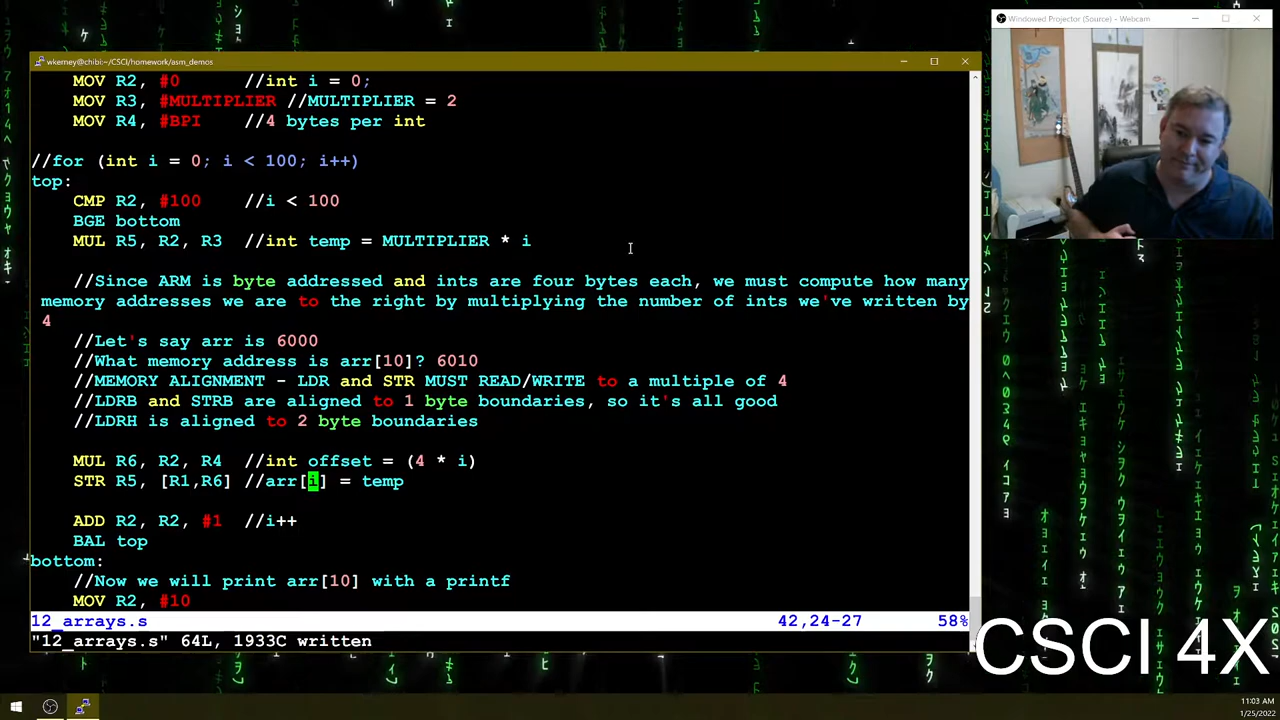 Windowed Projector (Source) - Webcam
wkerney@chibi:~/CSCI/homework/asm_demos
MOV R2, #0 //int i = 0;
MOV R3, #MULTIPLIER //MULTIPLIER = 2
MOV R4, #BPI //4 bytes per int
//for (int i = 0; i < 100; i++)
top:
CMP R2, #100 //i < 100
BGE bottom
MUL R5, R2, R3 //int temp = MULTIPLIER * i
//Since ARM is byte addressed and ints are four bytes each, we must compute how many
memory addresses we are to the right by multiplying the number of ints we've written by
4
//Let's say arr is 6000
//What memory address is arr[10]? 6010
//MEMORY ALIGNMENT - LDR and STR MUST READ/WRITE to a multiple of 4
//LDRB and STRB are aligned to 1 byte boundaries, so it's all good
//LDRH is aligned to 2 byte boundaries
MUL R6, R2, R4 //int offset = (4 * i)
STR R5, [R1,R6] //arr[i] = temp
ADD R2, R2, #1 //i++
BAL top
bottom:
//Now we will print arr[10] with a printf
MOV R2, #10
12_arrays.s 42,24-27 58%
"12_arrays.s" 64L, 1933C written
CSCI 4X
11:03 AM
1/25/2022